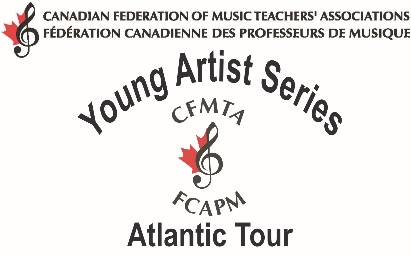 CANADIAN FEDERATION OF MUSIC TEACHERS' ASSOCIATIONS
FÉDÉRATION CANADIENNE DES PROFESSEURS DE MUSIQUE
Young Artist Series
CFMTA
FCAPM
Atlantic Tour